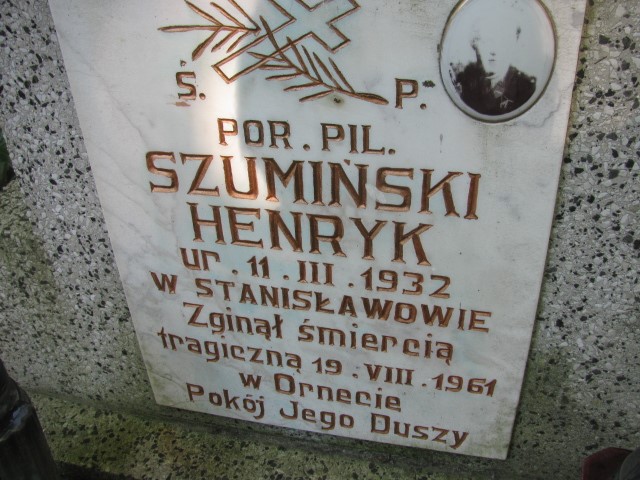 Ś. P.
POR. PIL.
SZUMIŃSKI
HENRYK
ur. 11. III. 1932
W STANISŁAWOWIE
Zginął śmiercią
tragiczną 19. VIII. 1961
w Ornecie
Pokój Jego Duszy